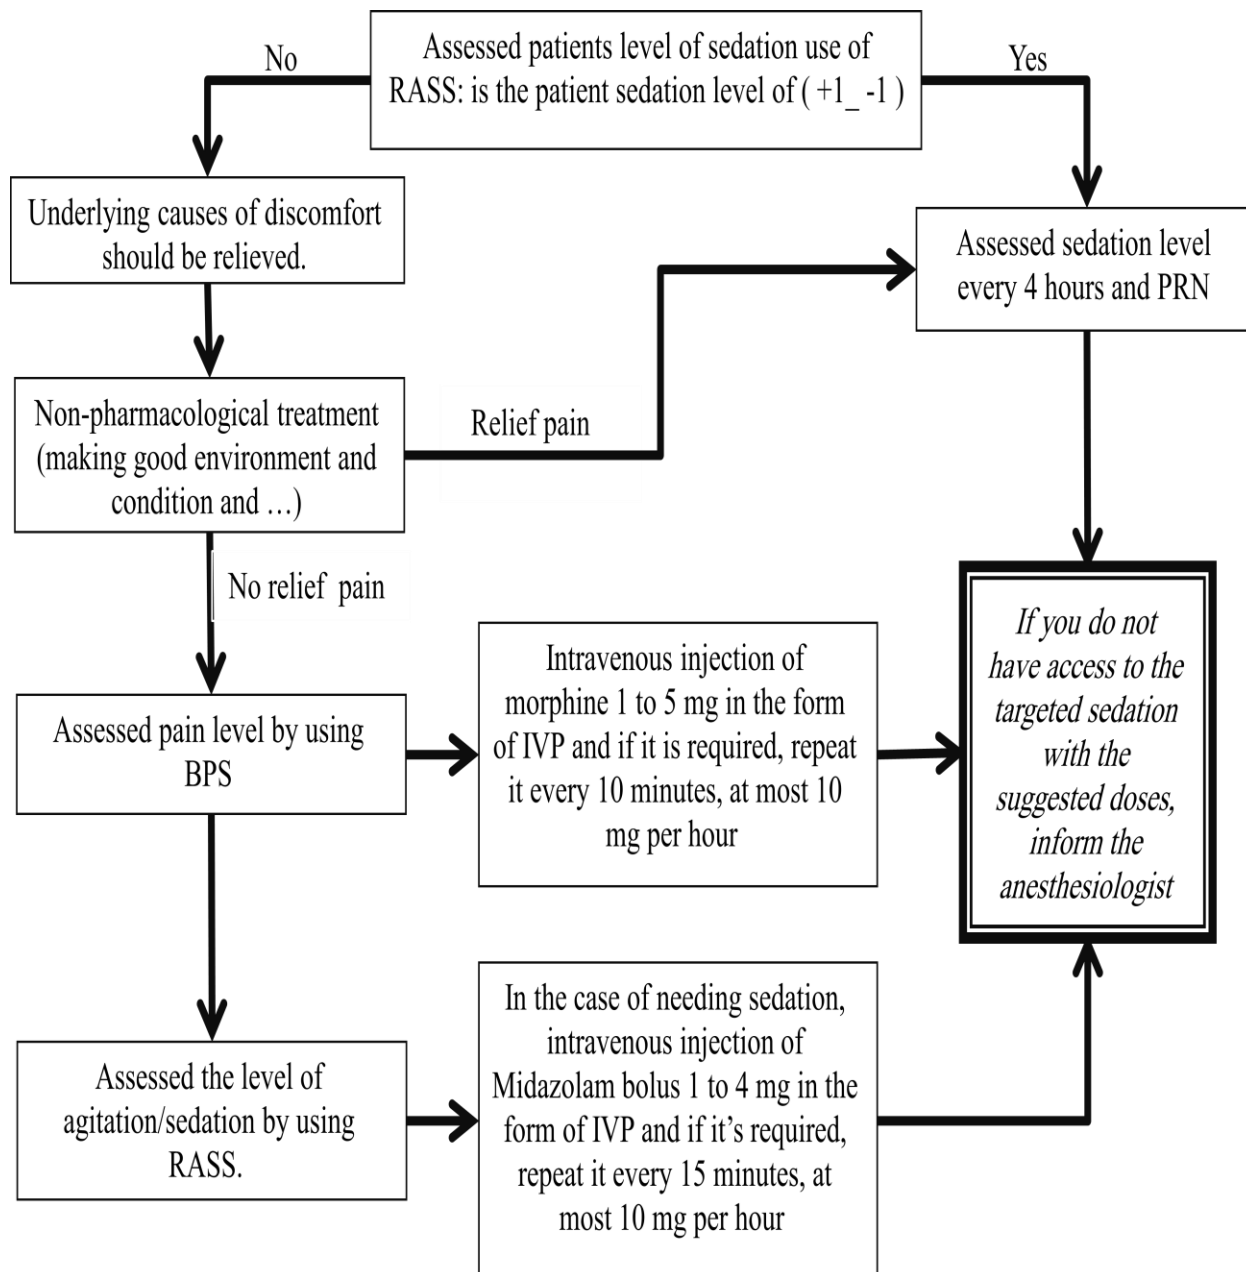 No
Assessed patients level of sedation use of
RASS: is the patient sedation level of ( +1_ -1 )
Yes
Underlying causes of discomfort
should be relieved.
Assessed sedation level
every 4 hours and PRN
Non-pharmacological treatment
(making good environment and
condition and …)
Relief pain
No relief pain
Assessed pain level by using
BPS
Intravenous injection of
morphine 1 to 5 mg in the form
of IVP and if it is required, repeat
it every 10 minutes, at most 10
mg per hour
If you do not
have access to the
targeted sedation
with the
suggested doses,
inform the
anesthesiologist
Assessed the level of
agitation/sedation by using
RASS.
In the case of needing sedation,
intravenous injection of
Midazolam bolus 1 to 4 mg in the
form of IVP and if it’s required,
repeat it every 15 minutes, at
most 10 mg per hour